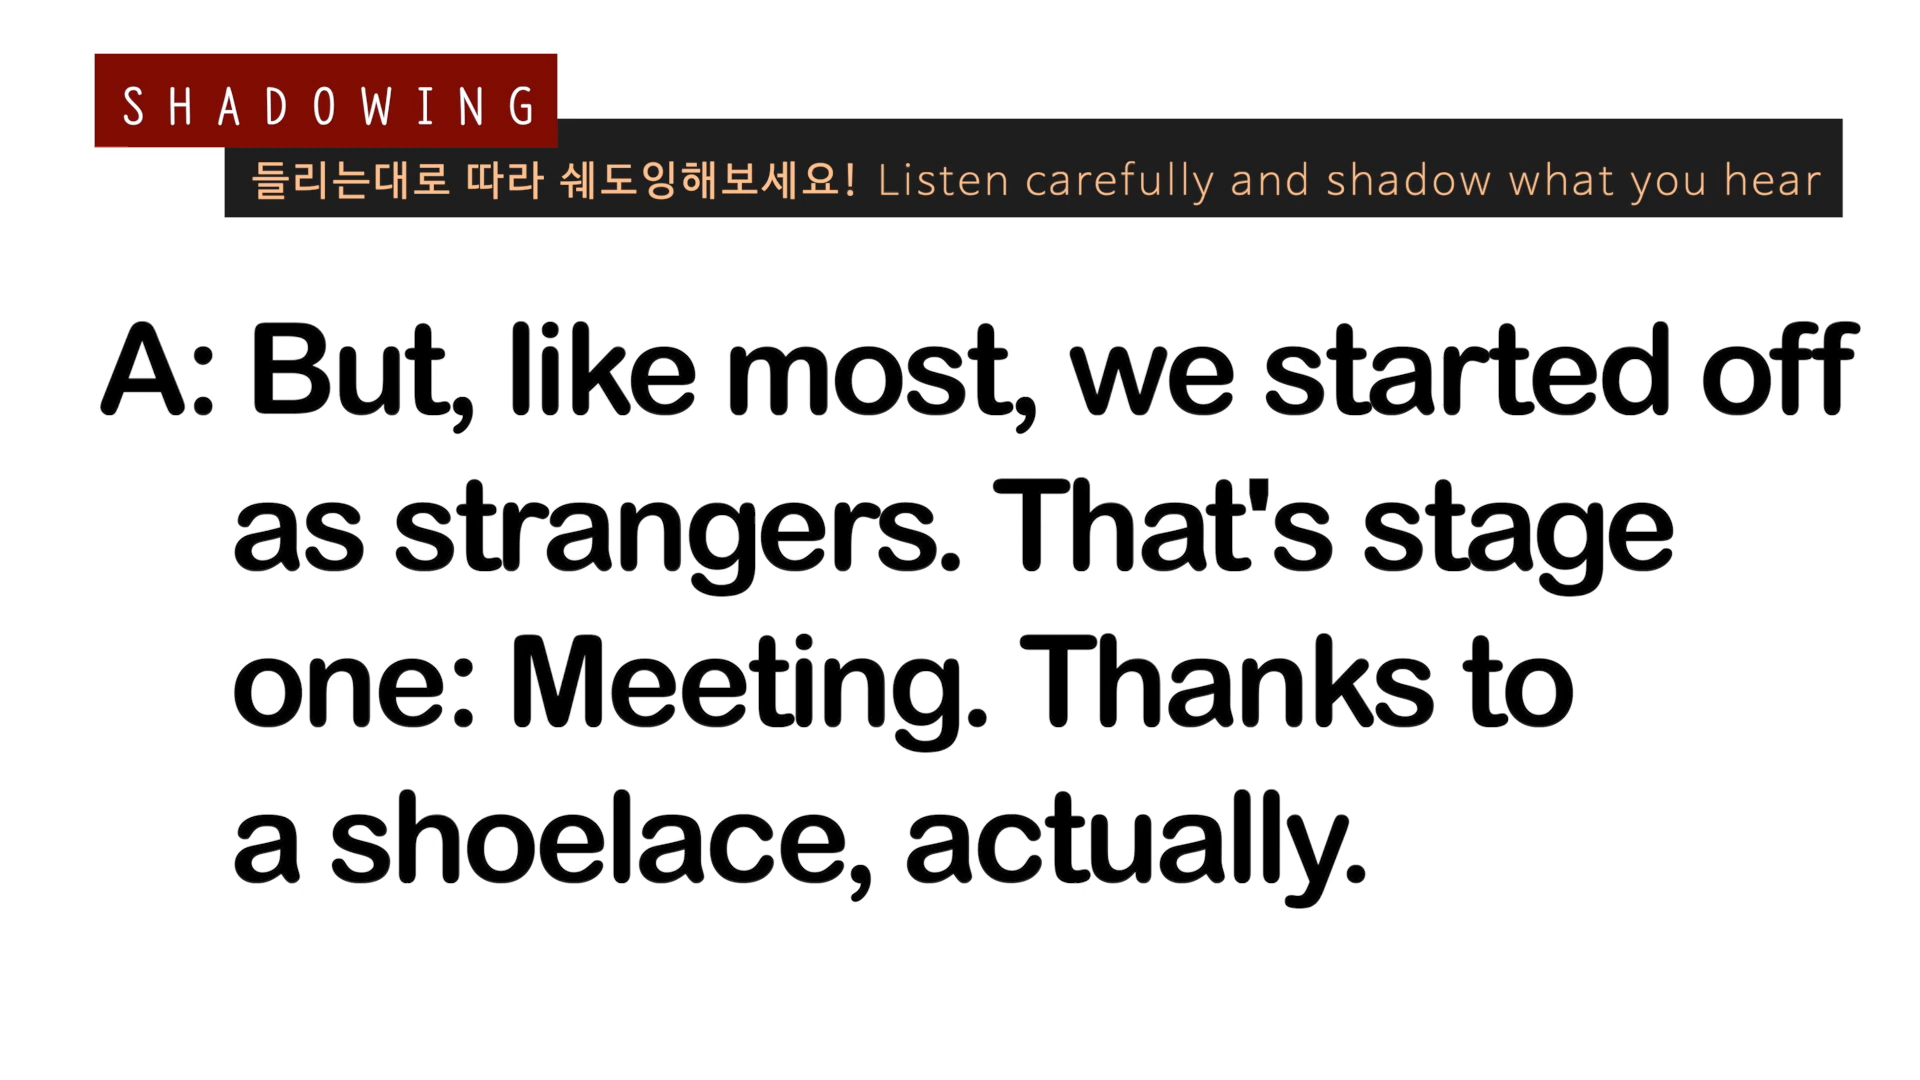 SHADOWING
들리는대로 따라 쉐도잉해보세요! Listen carefully and shadow what you hear
A: But, like most, we started off
as strangers. That's stage
one: Meeting. Thanks to
a shoelace, actually.